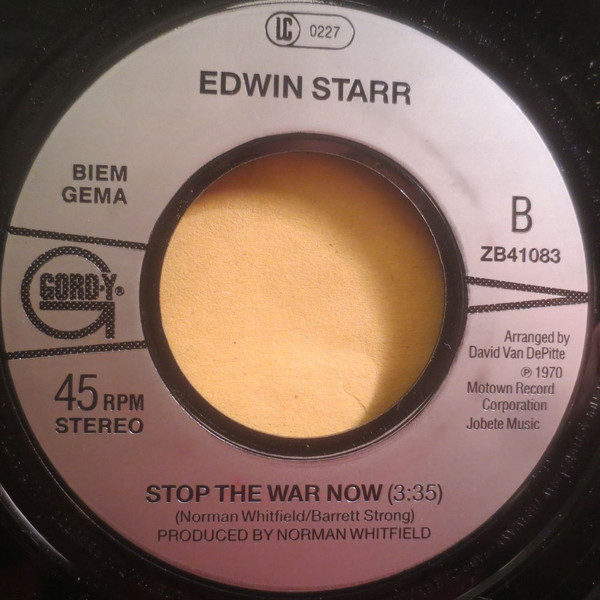 LC 0227
EDWIN STARR
BIEM
GEMA
B
ZB41083
GORDY®
45 RPM
STEREO
Arranged by
David Van DePitte
℗ 1970
Motown Record
Corporation
Jobete Music
STOP THE WAR NOW (3:35)
(Norman Whitfield/Barrett Strong)
PRODUCED BY NORMAN WHITFIELD